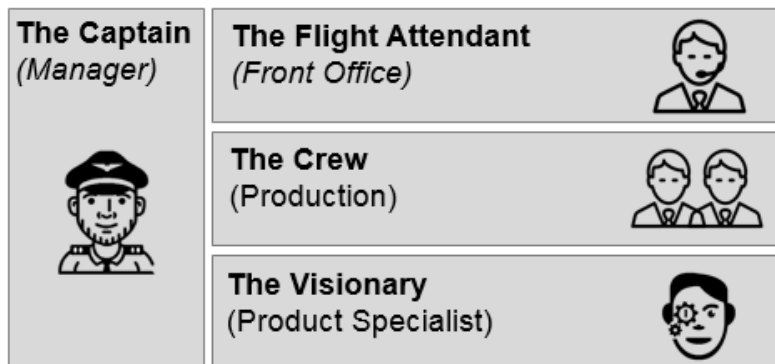 The Captain
(Manager)
The Flight Attendant
(Front Office)
The Crew
(Production)
The Visionary
(Product Specialist)